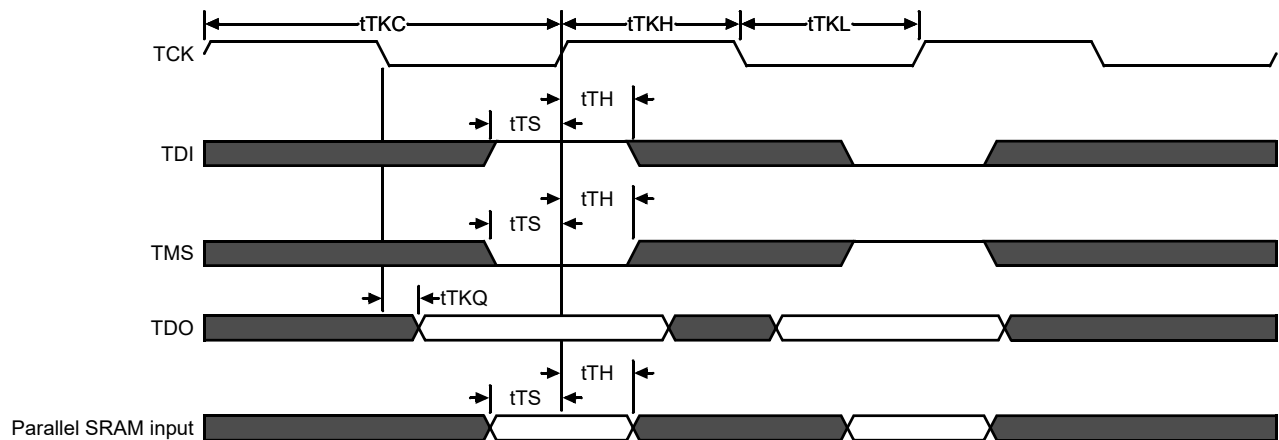 tTKC tTKH tTKL
TCK
tTH
tTS
TDI
tTH
tTS
TMS
tTKQ
TDO
tTH
tTS
Parallel SRAM input